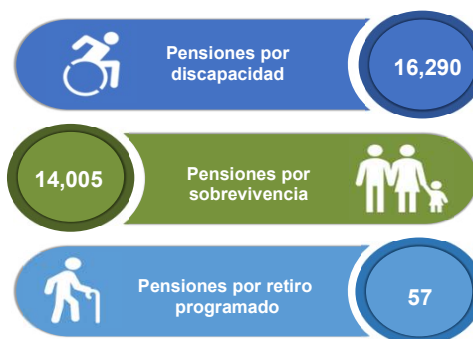 Pensiones por
discapacidad
16,290
14,005
Pensiones por
sobrevivencia
Pensiones por retiro
programado
57